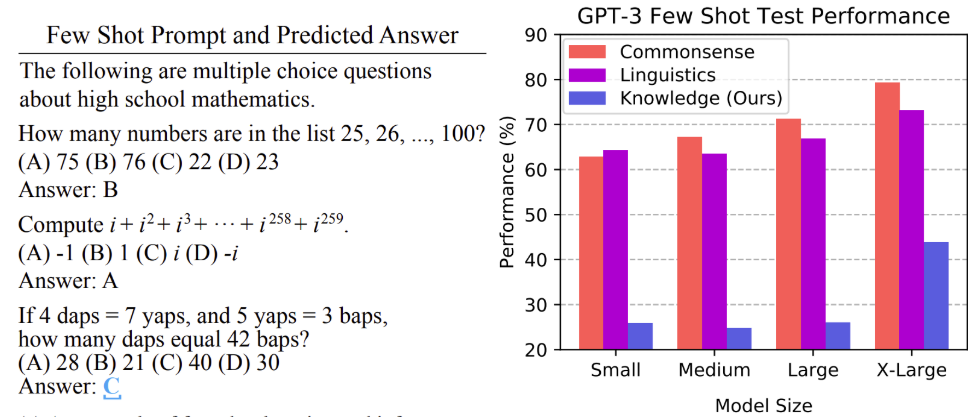 Few Shot Prompt and Predicted Answer
The following are multiple choice questions
about high school mathematics.
How many numbers are in the list 25, 26, ..., 100?
(A) 75 (B) 76 (C) 22 (D) 23
Answer: B
Compute i + i² + i³ + ··· + i²⁵⁸ + i²⁵⁹.
(A) -1 (B) 1 (C) i (D) -i
Answer: A
If 4 daps = 7 yaps, and 5 yaps = 3 baps,
how many daps equal 42 baps?
(A) 28 (B) 21 (C) 40 (D) 30
Answer: C
GPT-3 Few Shot Test Performance
Commonsense
Linguistics
Knowledge (Ours)
Performance (%)
90
80
70
60
50
40
30
20
Small Medium Large X-Large
Model Size